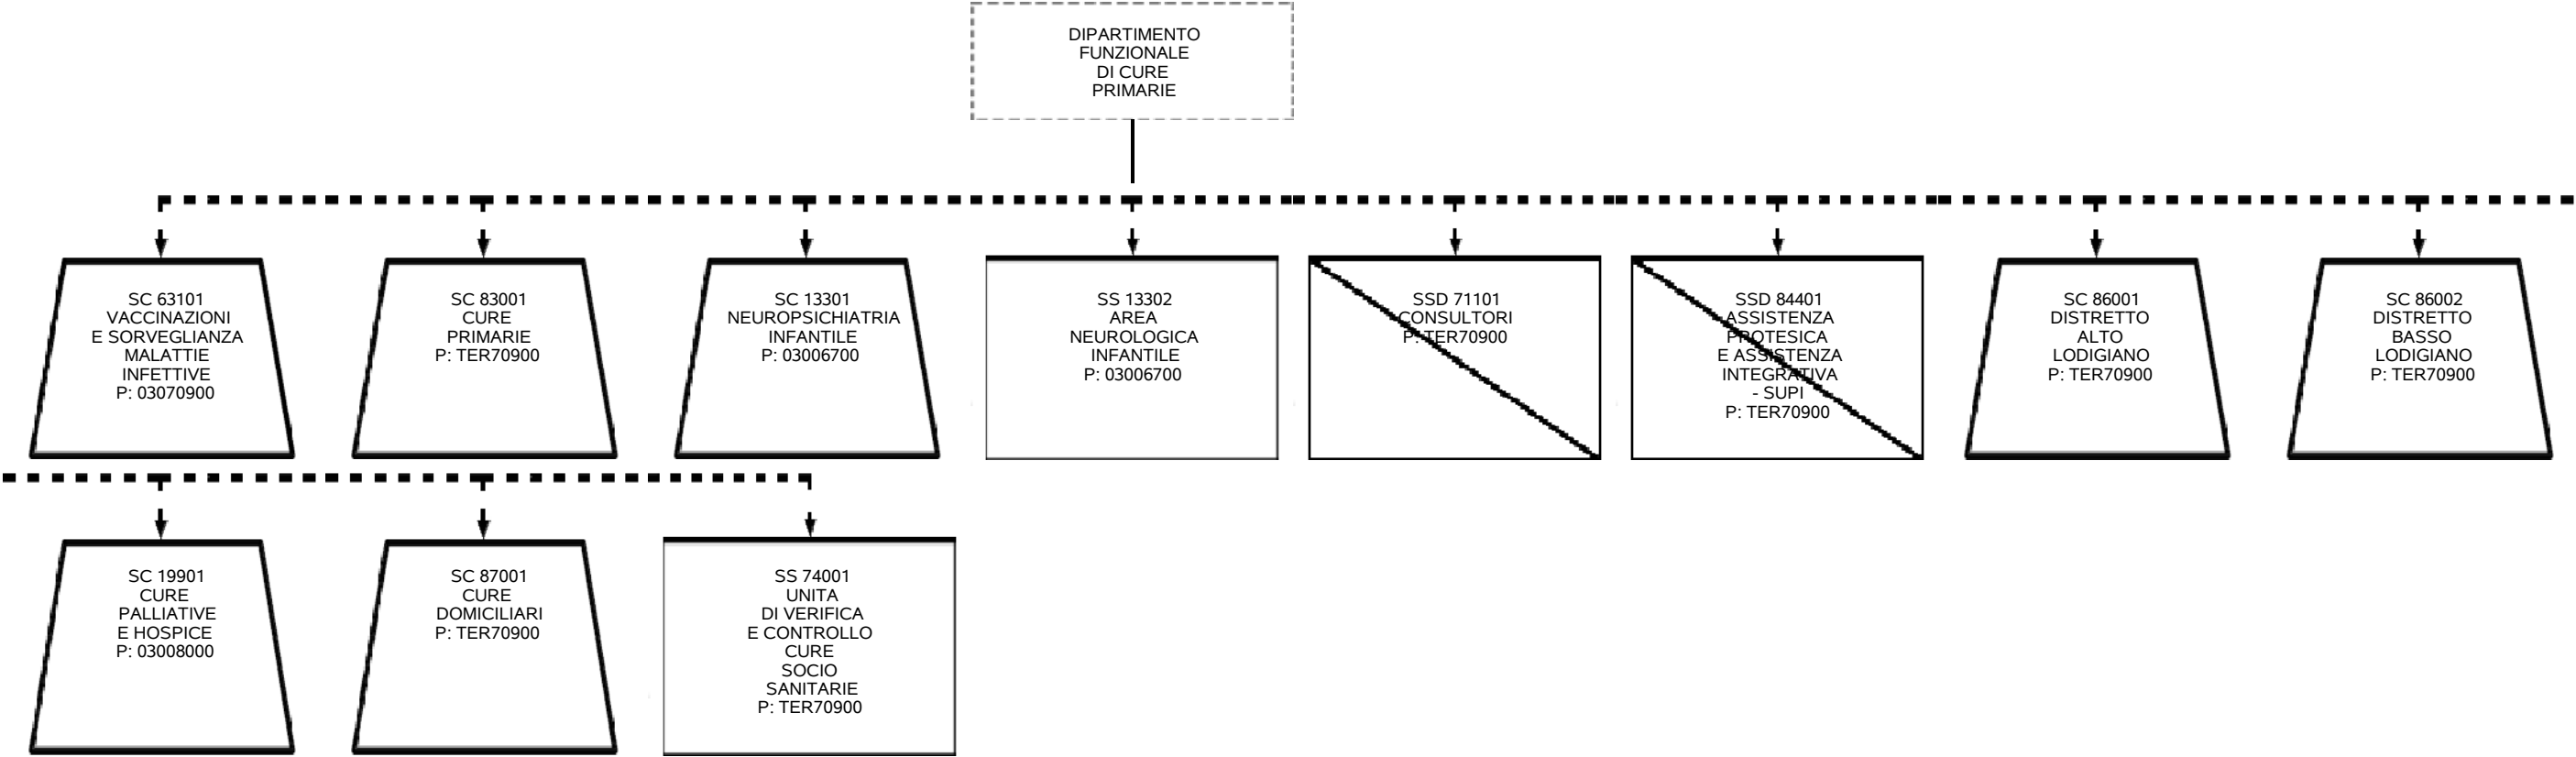 DIPARTIMENTO
FUNZIONALE
DI CURE
PRIMARIE
SC 63101
VACCINAZIONI
E SORVEGLIANZA
MALATTIE
INFETTIVE
P: 03070900
SC 83001
CURE
PRIMARIE
P: TER70900
SC 13301
NEUROPSICHIATRIA
INFANTILE
P: 03006700
SS 13302
AREA
NEUROLOGICA
INFANTILE
P: 03006700
SSD 71101
CONSULTORI
P: TER70900
SSD 84401
ASSISTENZA
PROTESICA
E ASSISTENZA
INTEGRATIVA
- SUPI
P: TER70900
SC 86001
DISTRETTO
ALTO
LODIGIANO
P: TER70900
SC 86002
DISTRETTO
BASSO
LODIGIANO
P: TER70900
SC 19901
CURE
PALLIATIVE
E HOSPICE
P: 03008000
SC 87001
CURE
DOMICILIARI
P: TER70900
SS 74001
UNITA
DI VERIFICA
E CONTROLLO
CURE
SOCIO
SANITARIE
P: TER70900